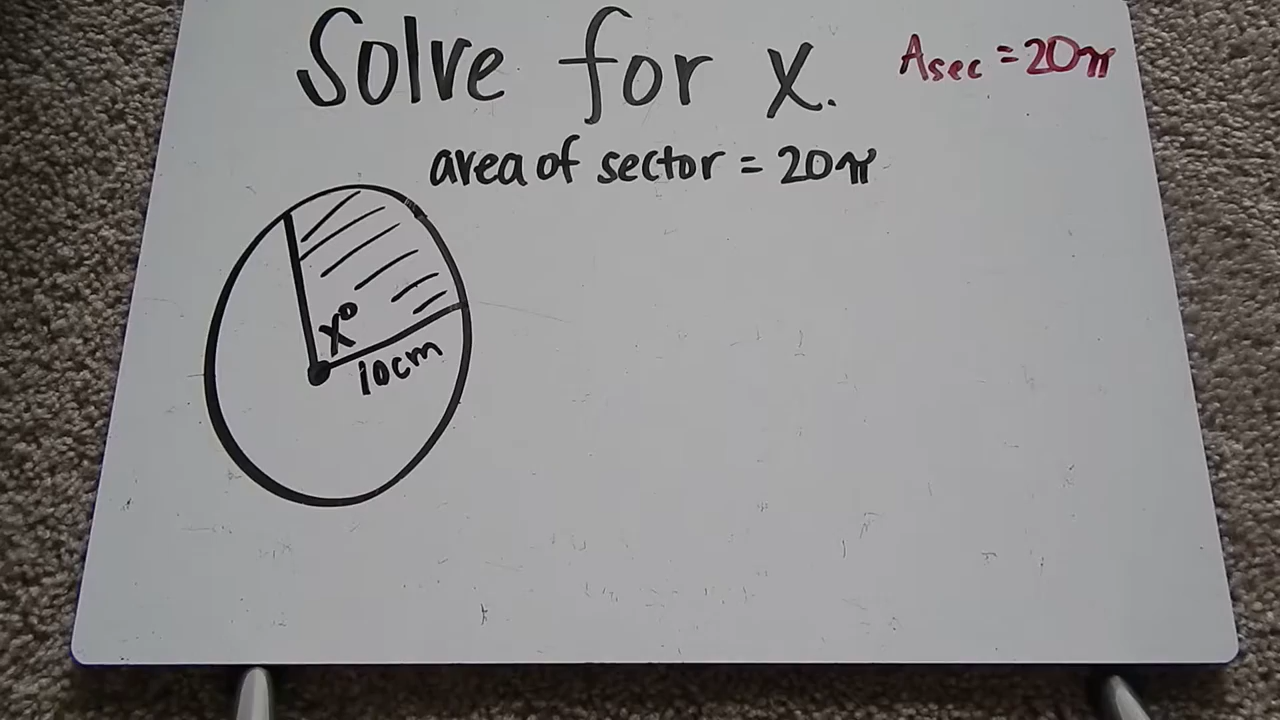 Solve for x.
Asec = 20π
area of sector = 20π
x°
10cm